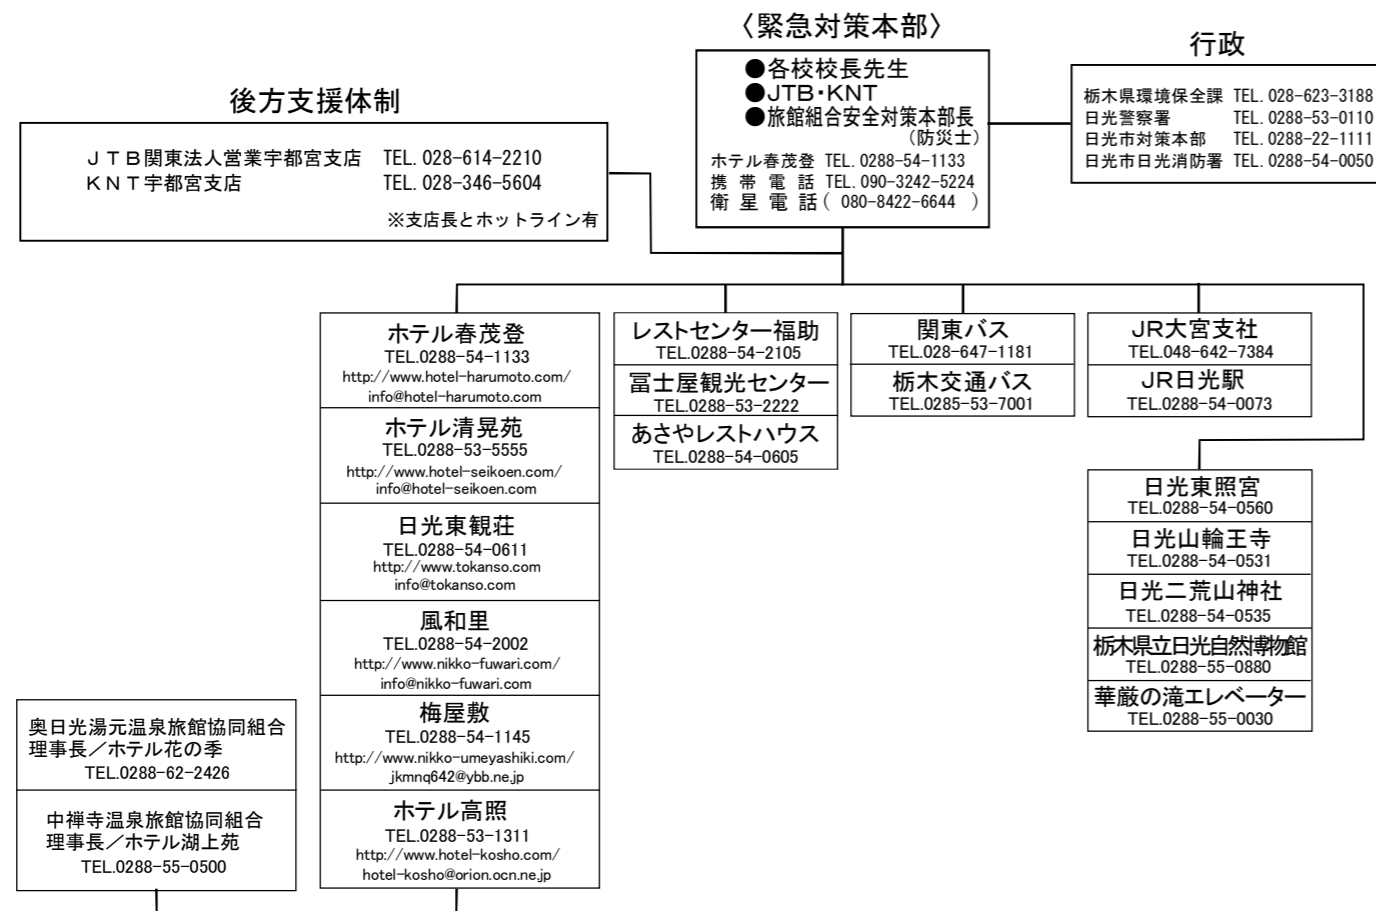 〈緊急対策本部〉
●各校校長先生
●JTB・KNT
●旅館組合安全対策本部長
(防災士)
ホテル春茂登 TEL. 0288-54-1133
携帯電話 TEL. 090-3242-5224
衛星電話( 080-8422-6644 )
行政
栃木県環境保全課 TEL. 028-623-3188
日光警察署 TEL. 0288-53-0110
日光市対策本部 TEL. 0288-22-1111
日光市日光消防署 TEL. 0288-54-0050
後方支援体制
JTB関東法人営業宇都宮支店 TEL. 028-614-2210
KNT宇都宮支店 TEL. 028-346-5604
※支店長とホットライン有
ホテル春茂登
TEL.0288-54-1133
http://www.hotel-harumoto.com/
info@hotel-harumoto.com
ホテル清晃苑
TEL.0288-53-5555
http://www.hotel-seikoen.com/
info@hotel-seikoen.com
日光東観荘
TEL.0288-54-0611
http://www.tokanso.com
info@tokanso.com
風和里
TEL.0288-54-2002
http://www.nikko-fuwari.com/
info@nikko-fuwari.com
梅屋敷
TEL.0288-54-1145
http://www.nikko-umeyashiki.com/
jkmnq642@ybb.ne.jp
ホテル高照
TEL.0288-53-1311
http://www.hotel-kosho.com/
hotel-kosho@orion.ocn.ne.jp
レストセンター福助
TEL.0288-54-2105
冨士屋観光センター
TEL.0288-53-2222
あさやレストハウス
TEL.0288-54-0605
関東バス
TEL.028-647-1181
栃木交通バス
TEL.0285-53-7001
JR大宮支社
TEL.048-642-7384
JR日光駅
TEL.0288-54-0073
日光東照宮
TEL.0288-54-0560
日光山輪王寺
TEL.0288-54-0531
日光二荒山神社
TEL.0288-54-0535
栃木県立日光自然博物館
TEL.0288-55-0880
華厳の滝エレベーター
TEL.0288-55-0030
奥日光湯元温泉旅館協同組合
理事長／ホテル花の季
TEL.0288-62-2426
中禅寺温泉旅館協同組合
理事長／ホテル湖上苑
TEL.0288-55-0500